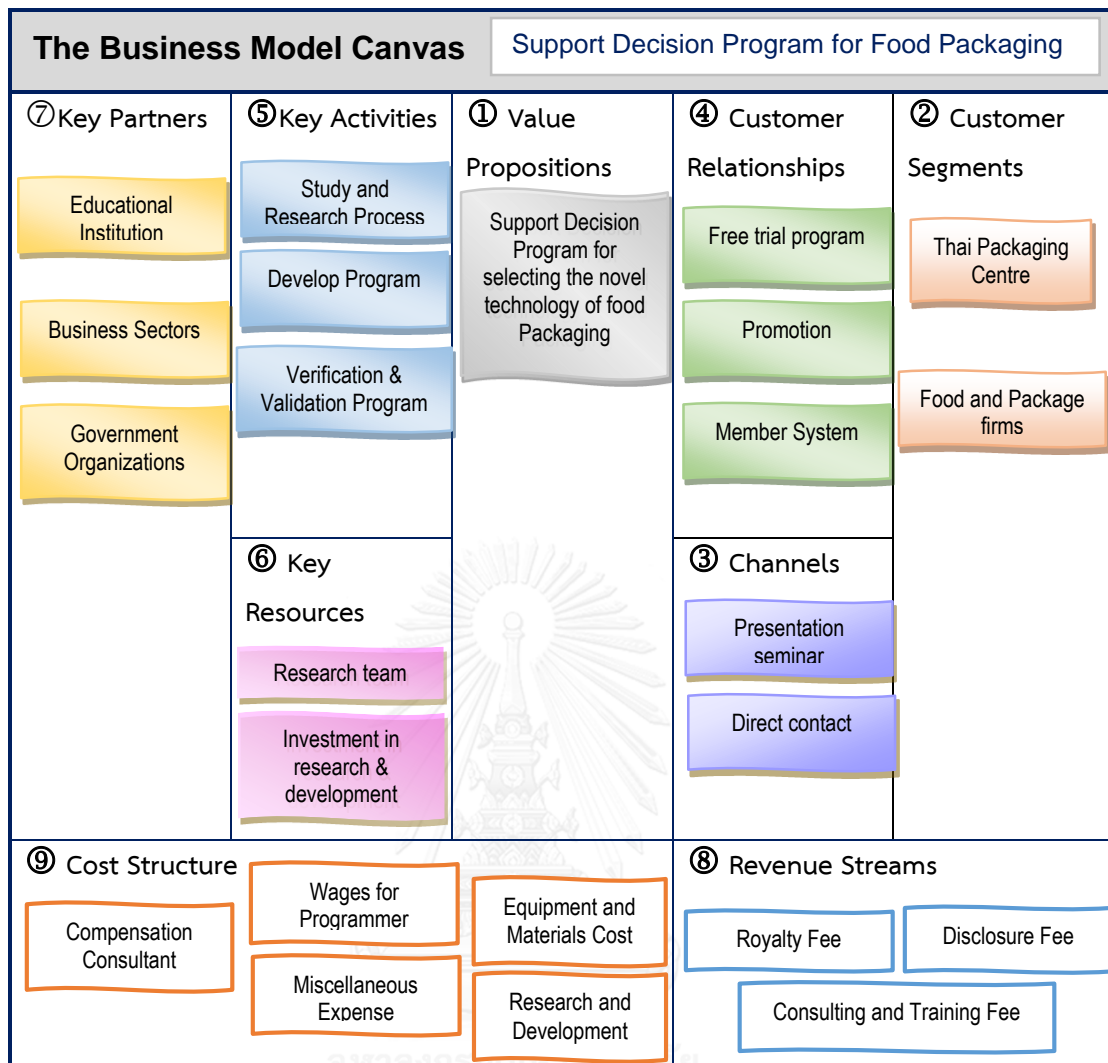 The Business Model Canvas
Support Decision Program for Food Packaging
⑦Key Partners
Educational
Institution
Business Sectors
Government
Organizations
⑤Key Activities
Study and
Research Process
Develop Program
Verification &
Validation Program
⑥ Key
Resources
Research team
Investment in
research &
development
① Value
Propositions
Support Decision
Program for
selecting the novel
technology of food
Packaging
④ Customer
Relationships
Free trial program
Promotion
Member System
③ Channels
Presentation
seminar
Direct contact
② Customer
Segments
Thai Packaging
Centre
Food and Package
firms
⑨ Cost Structure
Compensation
Consultant
Wages for
Programmer
Miscellaneous
Expense
Equipment and
Materials Cost
Research and
Development
⑧ Revenue Streams
Royalty Fee
Disclosure Fee
Consulting and Training Fee